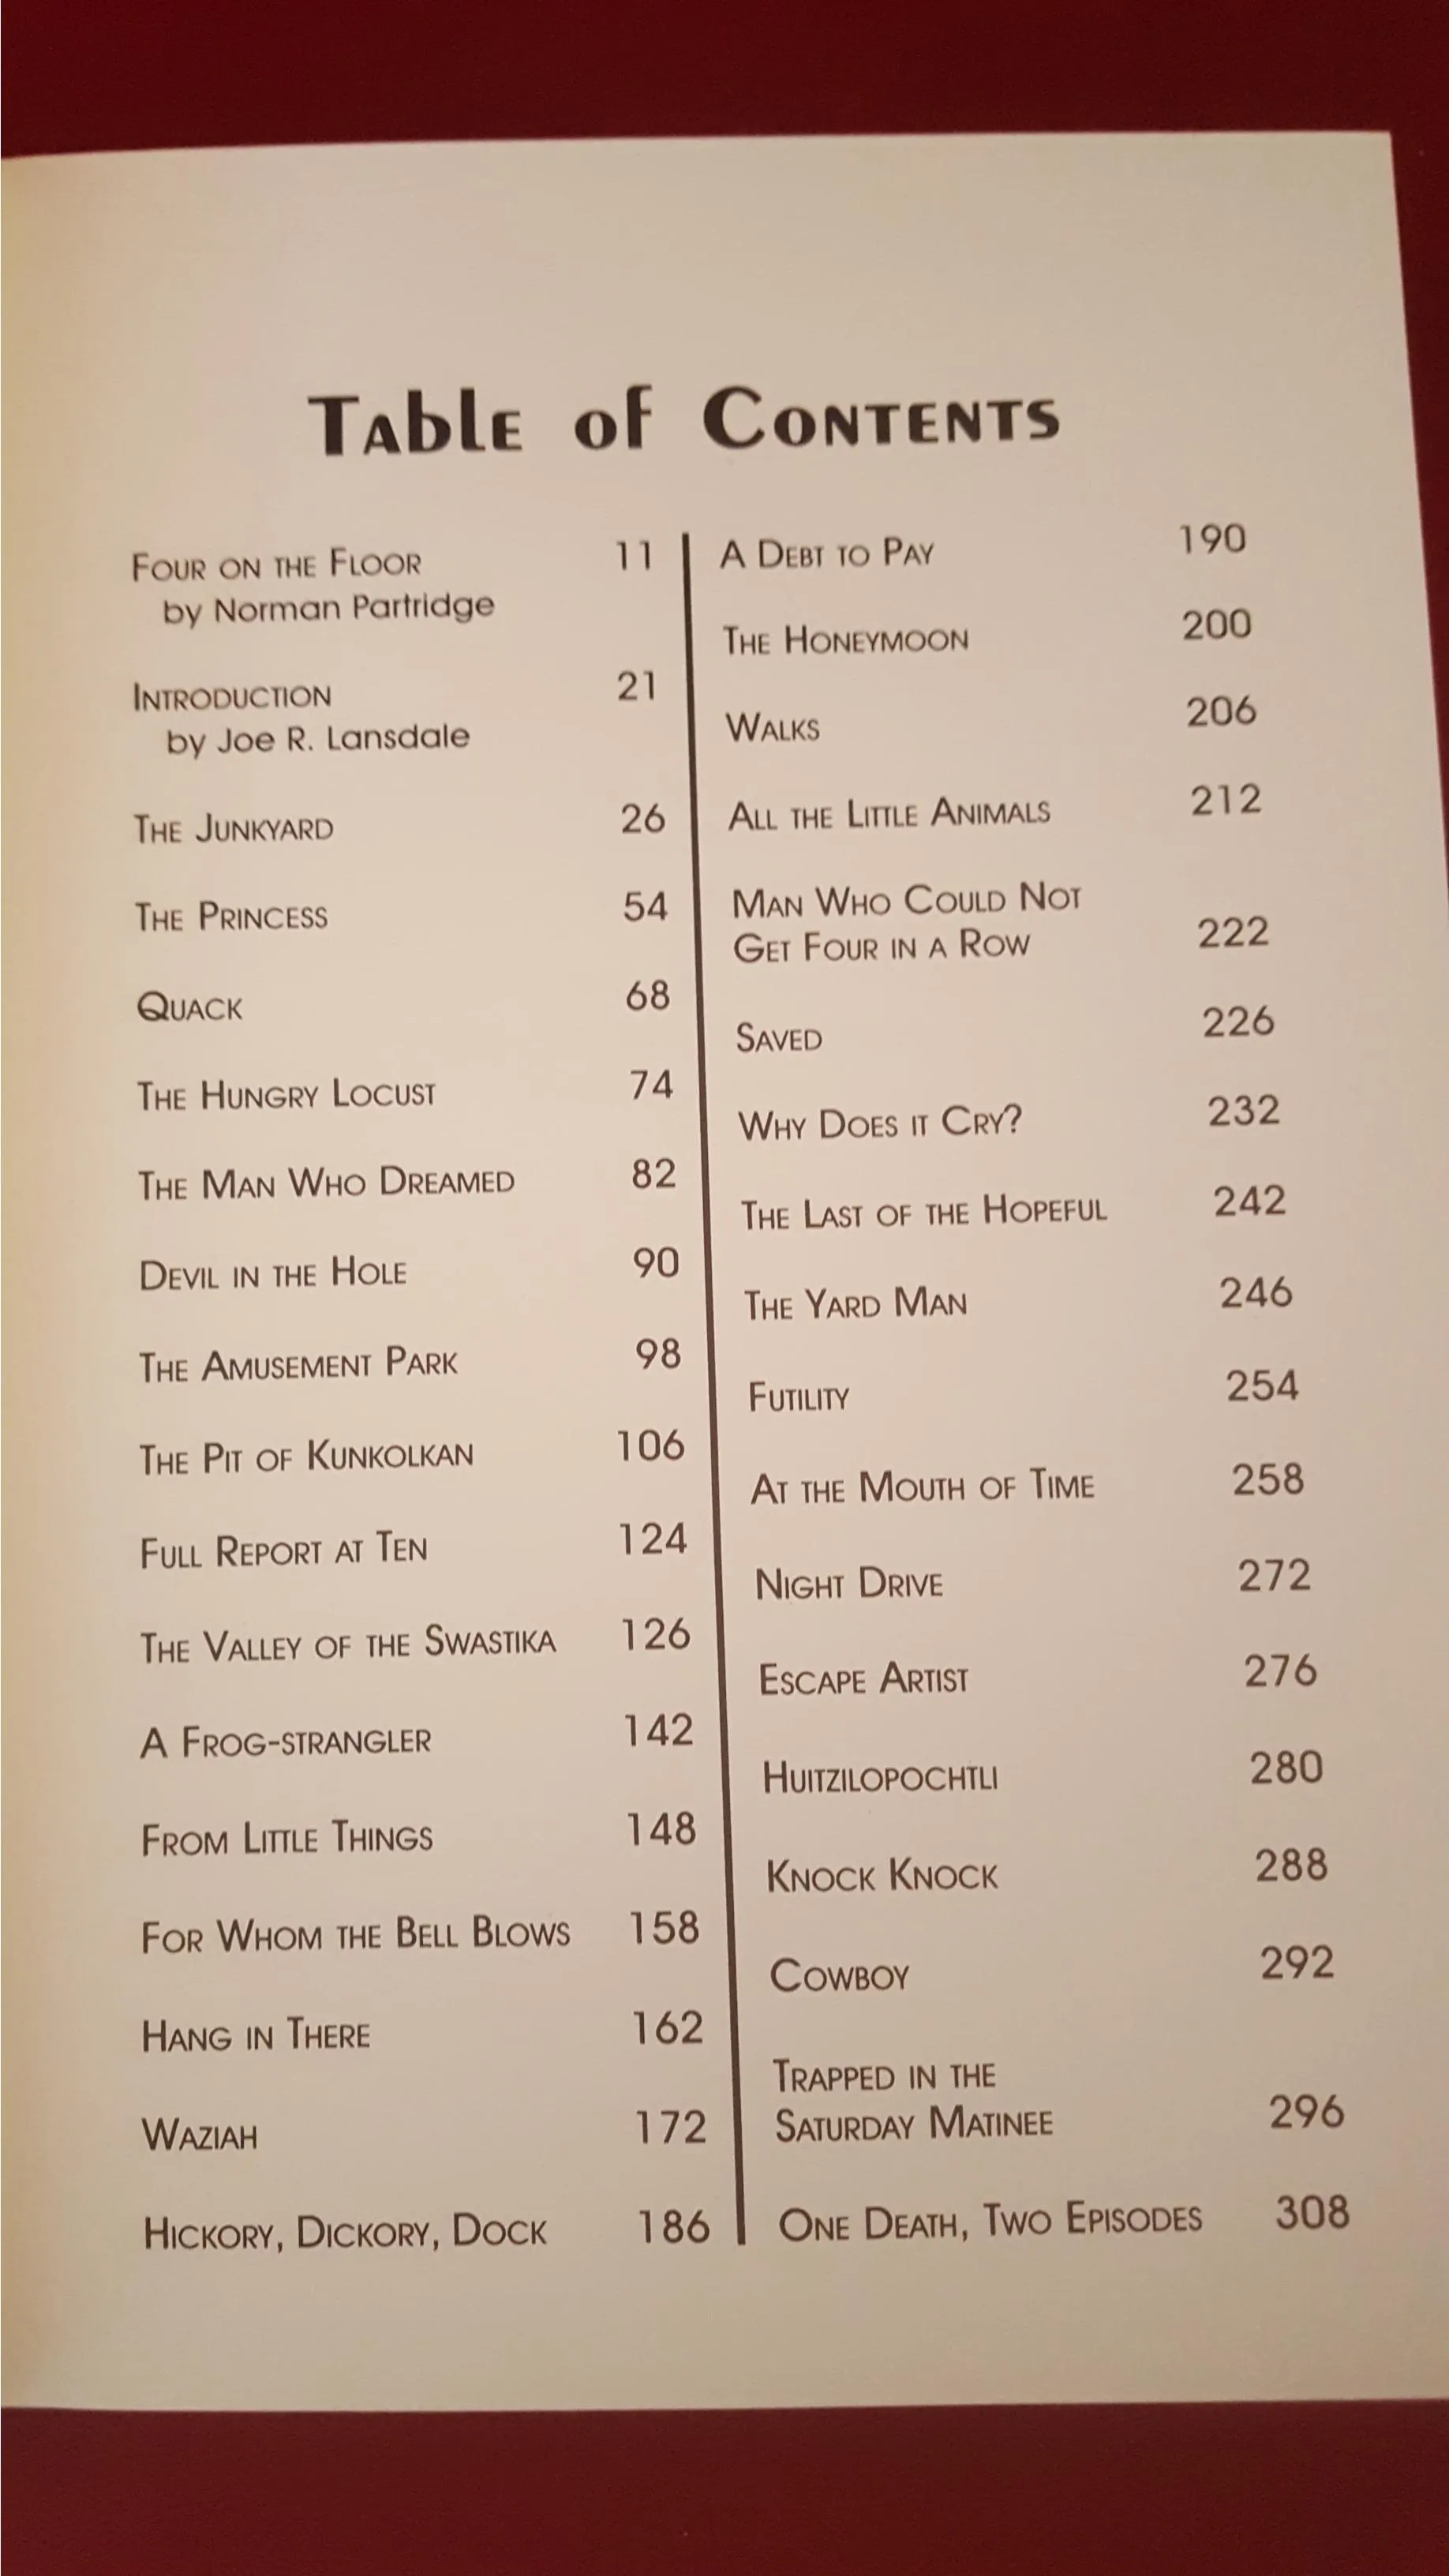 Table of Contents
Four on the Floor 11
by Norman Partridge
Introduction 21
by Joe R. Lansdale
The Junkyard 26
The Princess 54
Quack 68
The Hungry Locust 74
The Man Who Dreamed 82
Devil in the Hole 90
The Amusement Park 98
The Pit of Kunkolkan 106
Full Report at Ten 124
The Valley of the Swastika 126
A Frog-strangler 142
From Little Things 148
For Whom the Bell Blows 158
Hang in There 162
Waziah 172
Hickory, Dickory, Dock 186
A Debt to Pay 190
The Honeymoon 200
Walks 206
All the Little Animals 212
Man Who Could Not
Get Four in a Row 222
Saved 226
Why Does it Cry? 232
The Last of the Hopeful 242
The Yard Man 246
Futility 254
At the Mouth of Time 258
Night Drive 272
Escape Artist 276
Huitzilopochtli 280
Knock Knock 288
Cowboy 292
Trapped in the
Saturday Matinee 296
One Death, Two Episodes 308